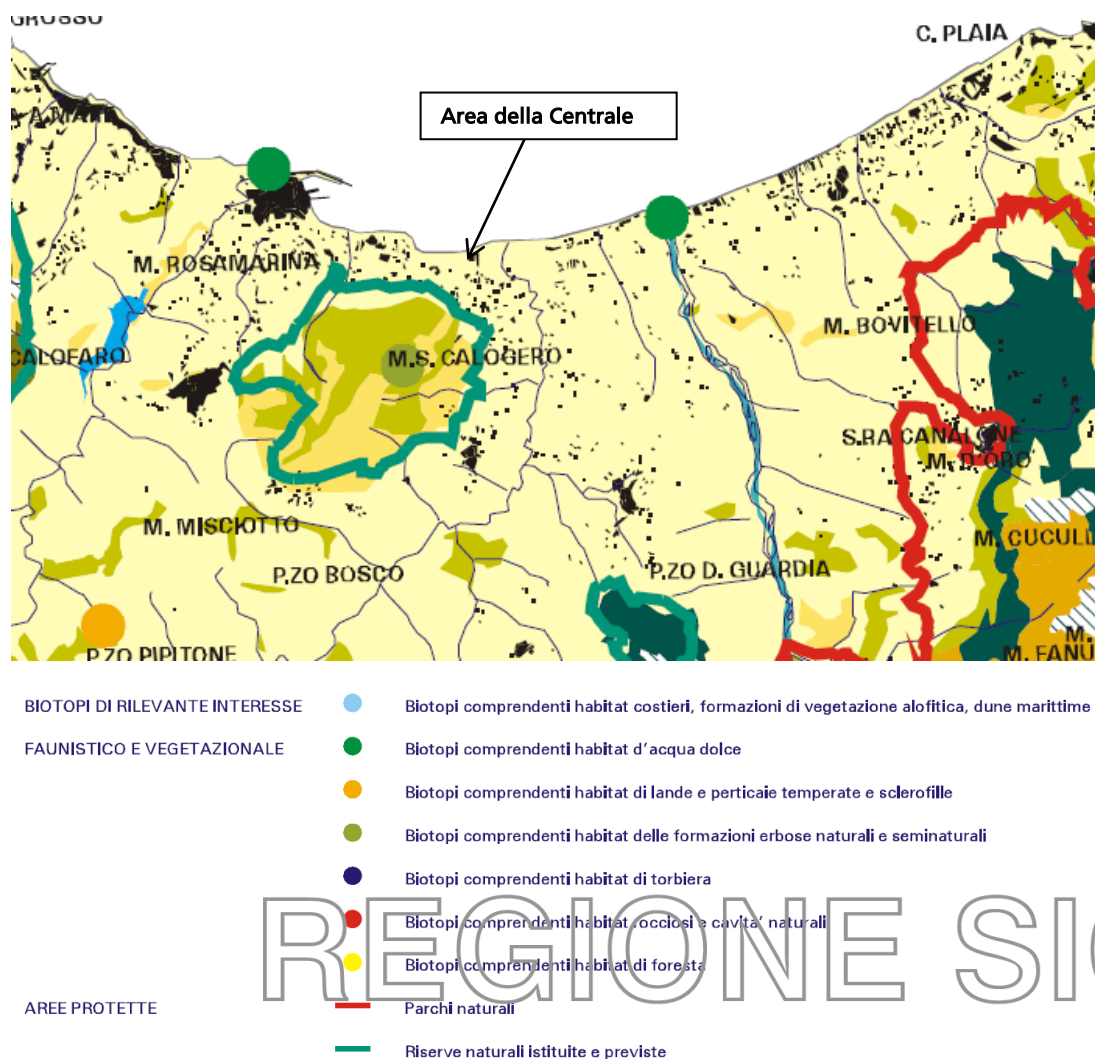 GROSSO
C. PLAIA
Area della Centrale
M. ROSAMARINA
CALOFARO
M.S. CALOGERO
M. BOVITELLO
S.RA CANALONE
M. D'ORO
M. MISCIOTTO
M. CUCULL
P.ZO BOSCO
P.ZO D. GUARDIA
P.ZO PIPITONE
M.
M. FANU
BIOTOPI DI RILEVANTE INTERESSE
Biotopi comprendenti habitat costieri, formazioni di vegetazione alofitica, dune marittime
FAUNISTICO E VEGETAZIONALE
Biotopi comprendenti habitat d'acqua dolce
Biotopi comprendenti habitat di lande e perticaie temperate e sclerofille
Biotopi comprendenti habitat delle formazioni erbose naturali e seminaturali
Biotopi comprendenti habitat di torbiera
Biotopi comprendenti habitat rocciosi e cavita' naturali
REGIONE SI
Biotopi comprendenti habitat di foresta
AREE PROTETTE
Parchi naturali
Riserve naturali istituite e previste